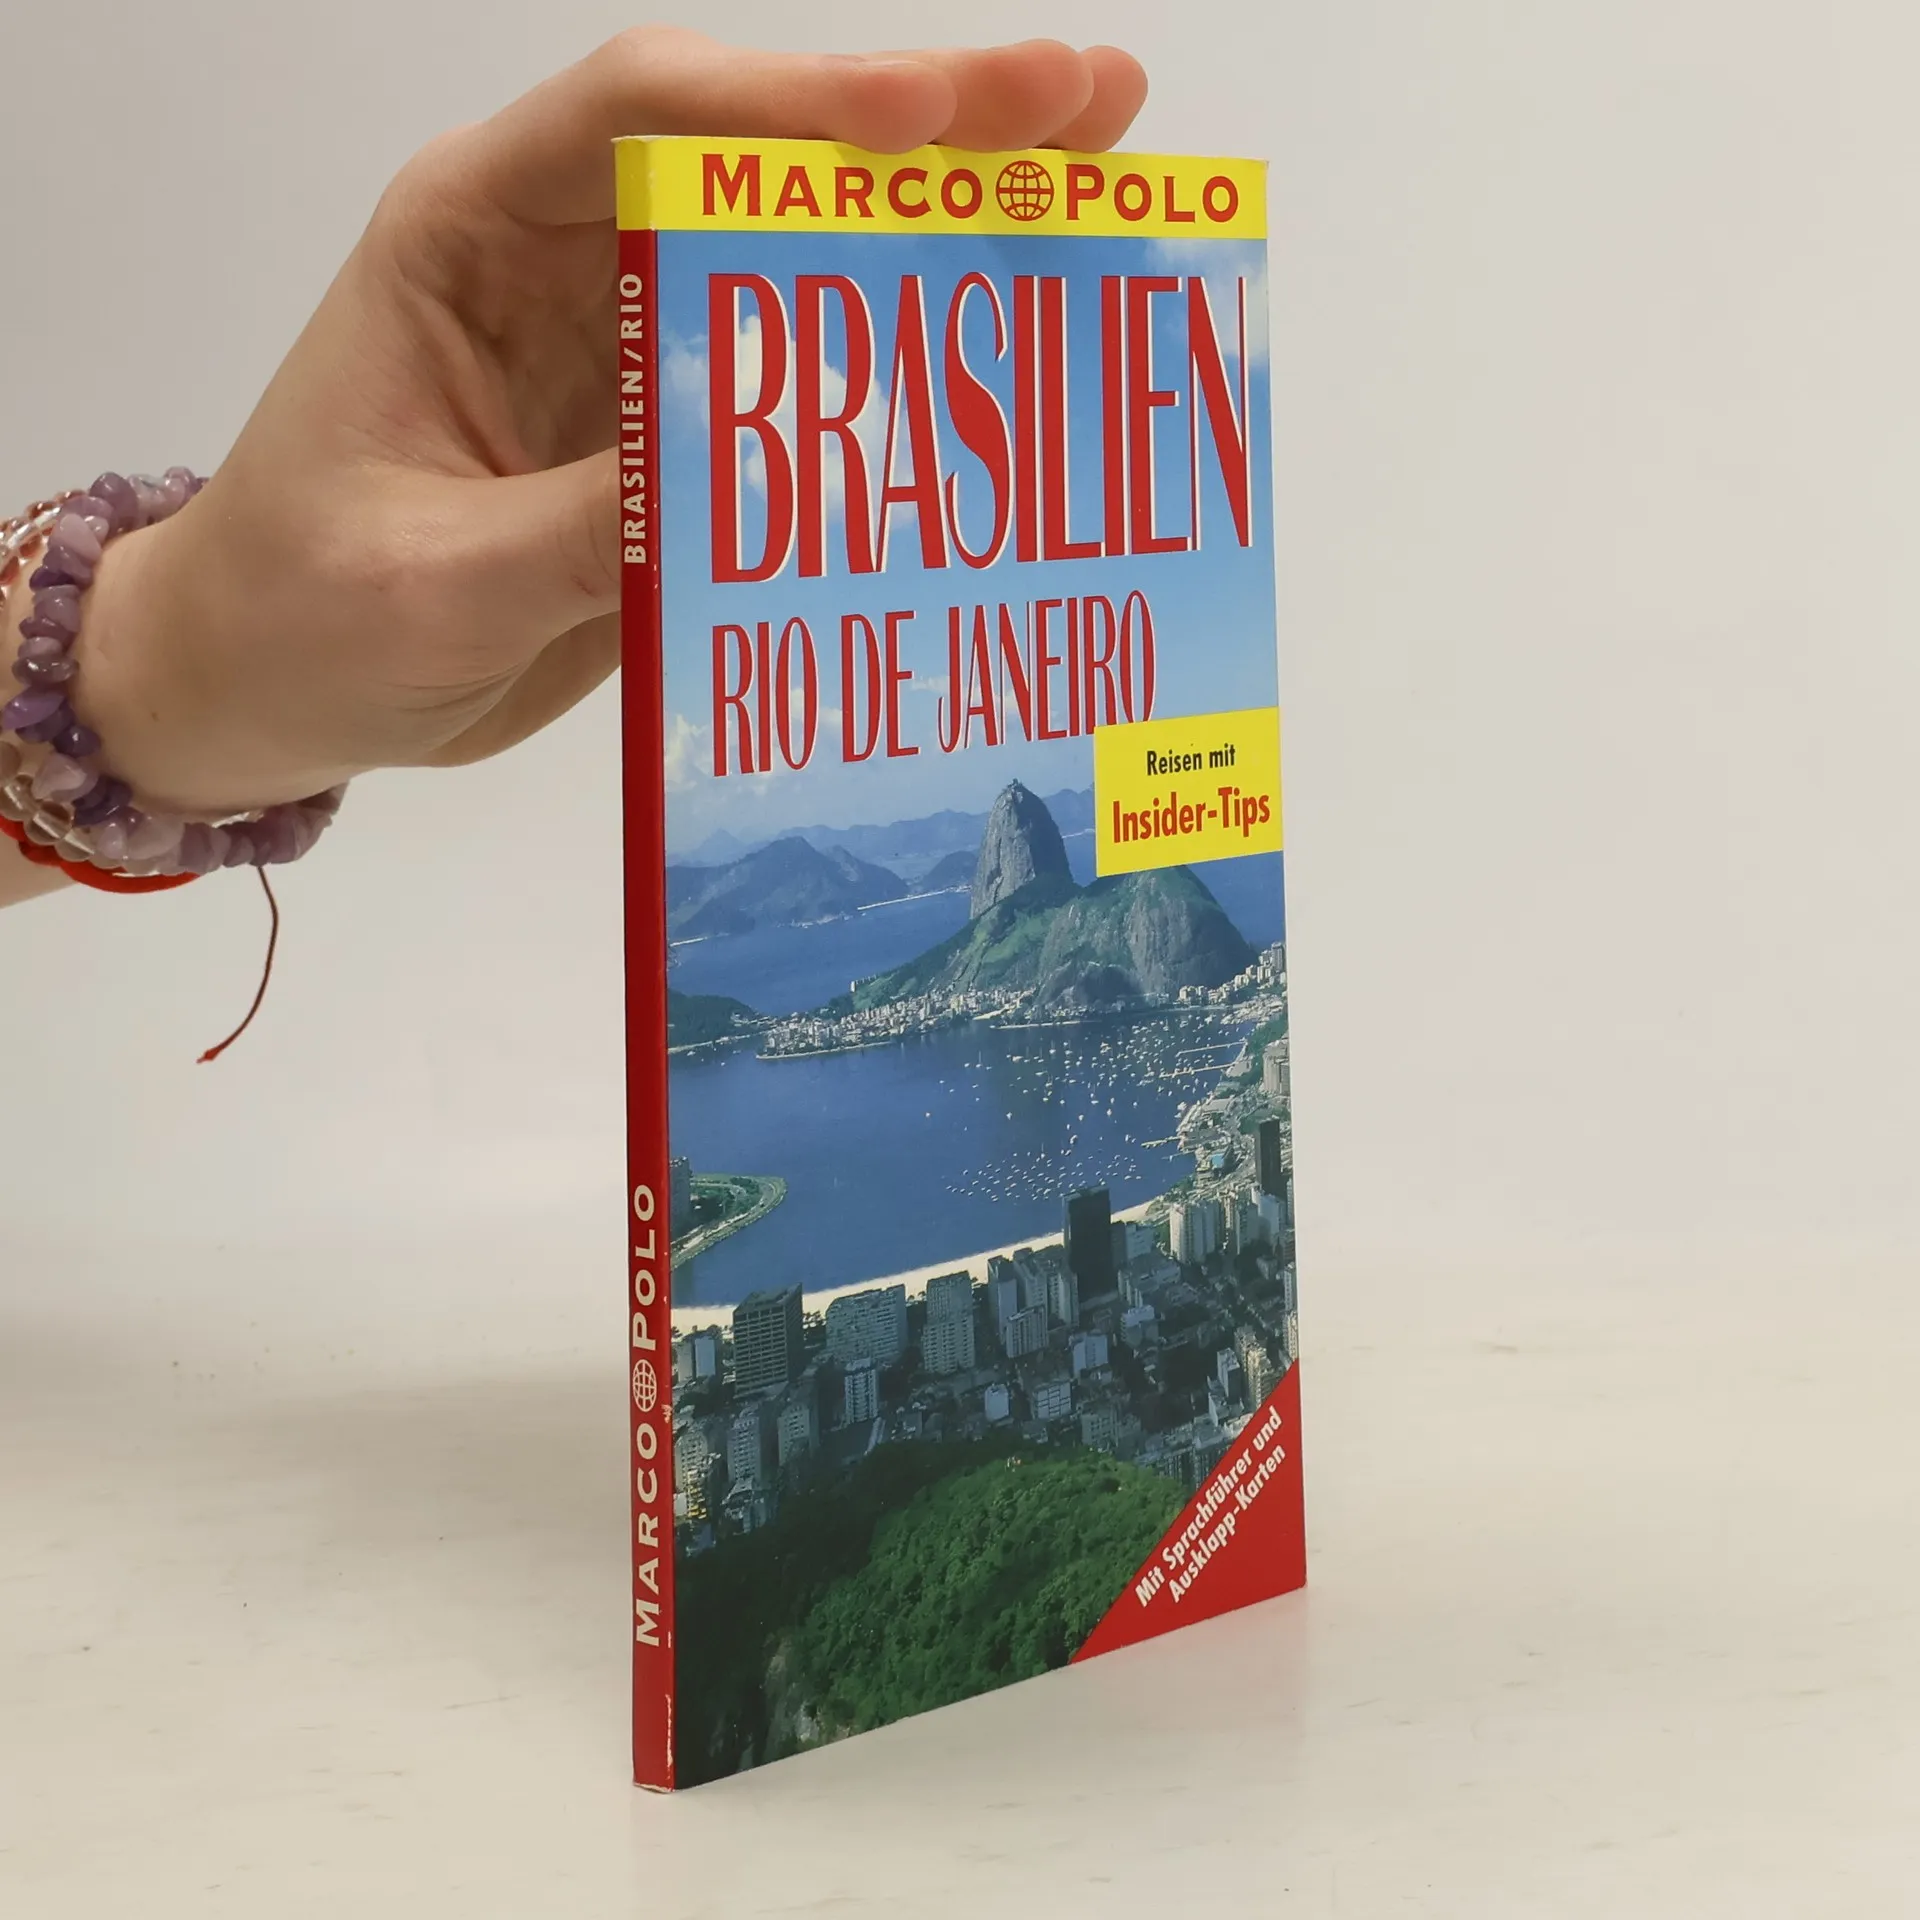 MARCO POLO
BRASILIEN
RIO DE JANEIRO
Reisen mit
Insider-Tips
Mit Sprachführer und
Ausklapp-Karten
BRASILIEN/RIO
MARCO POLO